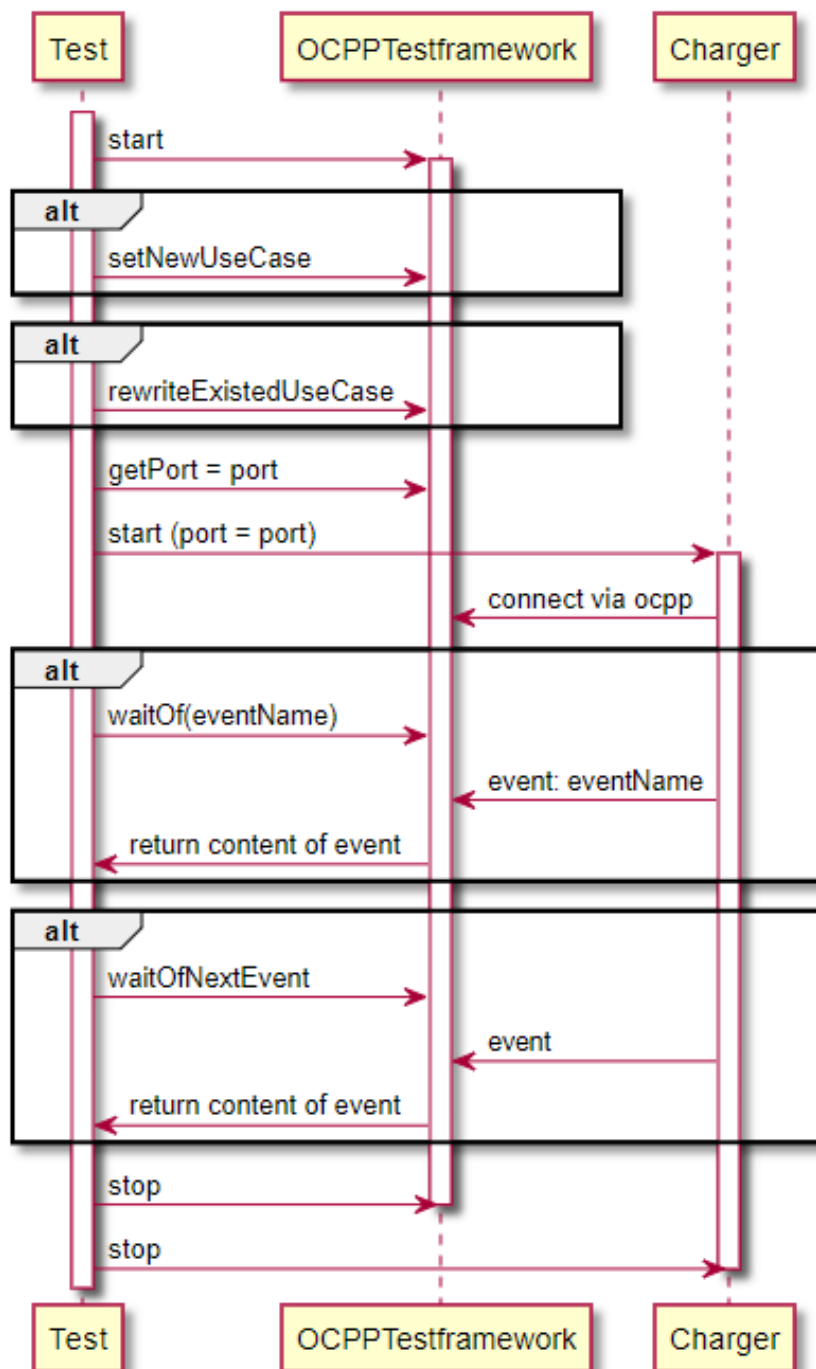 Test OCPPTestframework Charger
start
alt
setNewUseCase
alt
rewriteExistedUseCase
getPort = port
start (port = port)
connect via ocpp
alt
waitOf(eventName)
event: eventName
return content of event
alt
waitOfNextEvent
event
return content of event
stop
stop
Test OCPPTestframework Charger